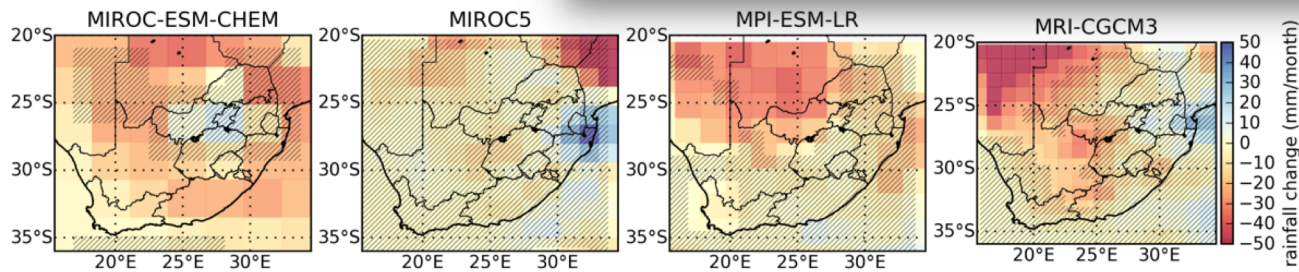 MIROC-ESM-CHEM
20°S
25°S
30°S
35°S
20°E 25°E 30°E
MIROC5
20°S
25°S
30°S
35°S
20°E 25°E 30°E
MPI-ESM-LR
20°S
25°S
30°S
35°S
20°E 25°E 30°E
MRI-CGCM3
20°S
25°S
30°S
35°S
20°E 25°E 30°E
50
40
30
20
10
0
−10
−20
−30
−40
−50
rainfall change (mm/month)